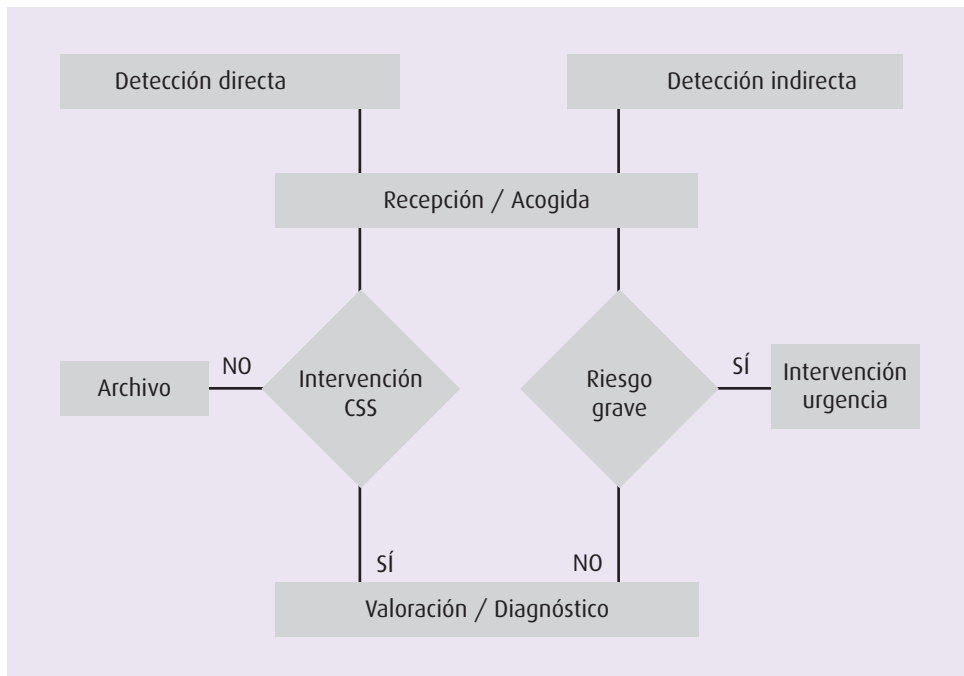 Detección directa
Detección indirecta
Recepción / Acogida
NO
Intervención
CSS
Archivo
Riesgo
grave
SÍ
Intervención
urgencia
SÍ
NO
Valoración / Diagnóstico